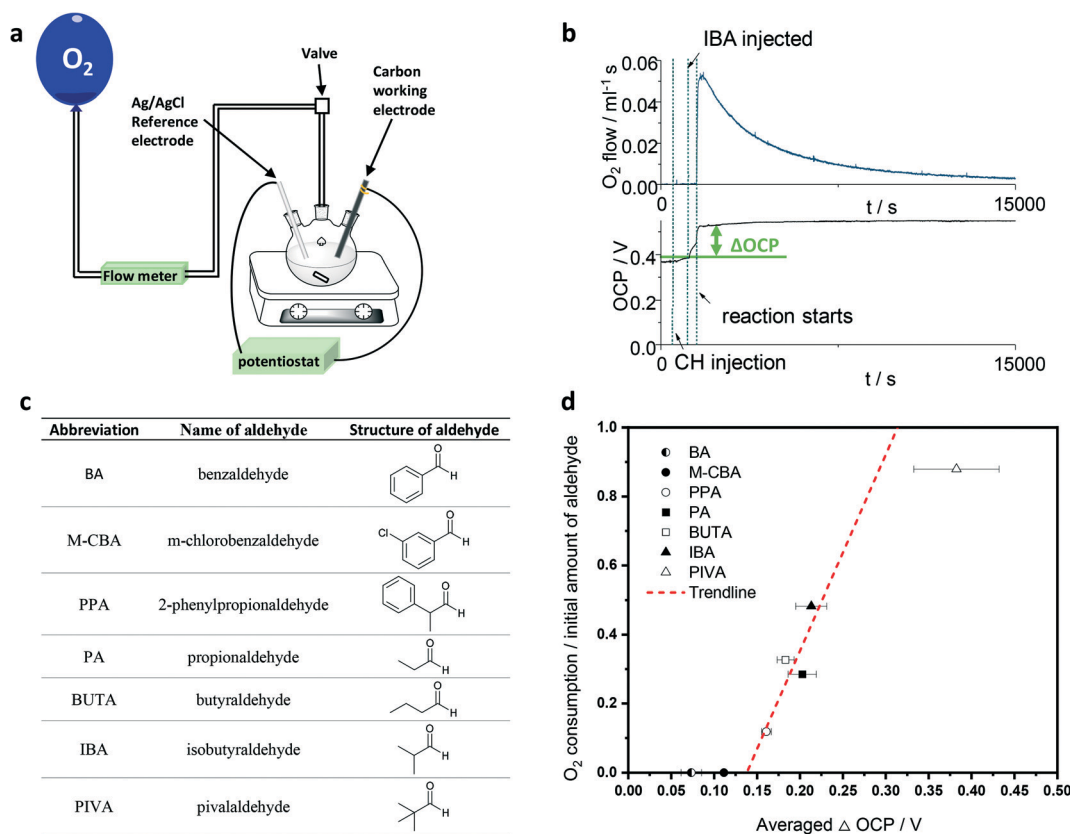 a
O2
Valve
Carbon
working
electrode
Ag/AgCl
Reference
electrode
Flow meter
potentiostat
b
IBA injected
O2 flow / ml-1 s
0.06
0.04
0.02
0.00
0
15000
t / s
OCP / V
0.4
0.2
0.0
ΔOCP
reaction starts
CH injection
0
15000
t / s
c
Abbreviation Name of aldehyde Structure of aldehyde
BA benzaldehyde O H
M-CBA m-chlorobenzaldehyde Cl O H
PPA 2-phenylpropionaldehyde O H
PA propionaldehyde O H
BUTA butyraldehyde O H
IBA isobutyraldehyde O H
PIVA pivalaldehyde O H
d
O2 consumption / initial amount of aldehyde
1.0
0.8
0.6
0.4
0.2
0.0
BA
M-CBA
PPA
PA
BUTA
IBA
PIVA
Trendline
0.00 0.05 0.10 0.15 0.20 0.25 0.30 0.35 0.40 0.45 0.50
Averaged △ OCP / V